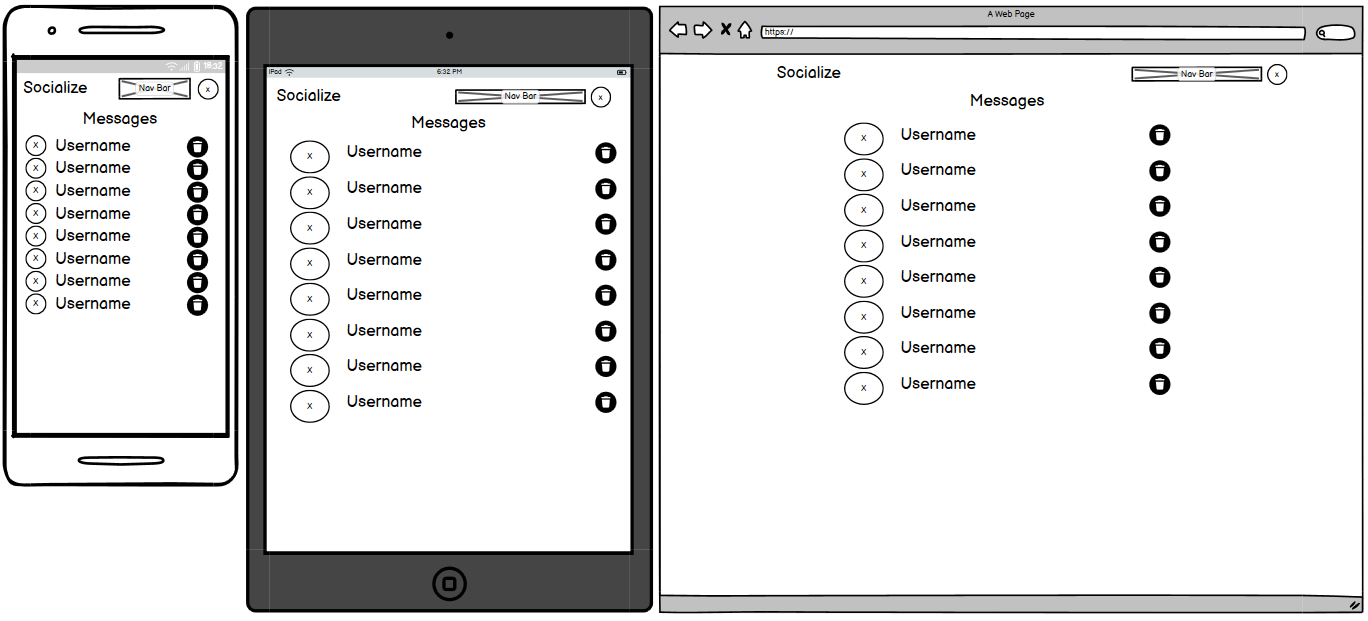 18:32
Socialize
Nav Bar
x
Messages
x Username
x Username
x Username
x Username
x Username
x Username
x Username
x Username
iPod
6:32 PM
Socialize
Nav Bar
x
Messages
x Username
x Username
x Username
x Username
x Username
x Username
x Username
x Username
A Web Page
https://
Socialize
Nav Bar
x
Messages
x Username
x Username
x Username
x Username
x Username
x Username
x Username
x Username